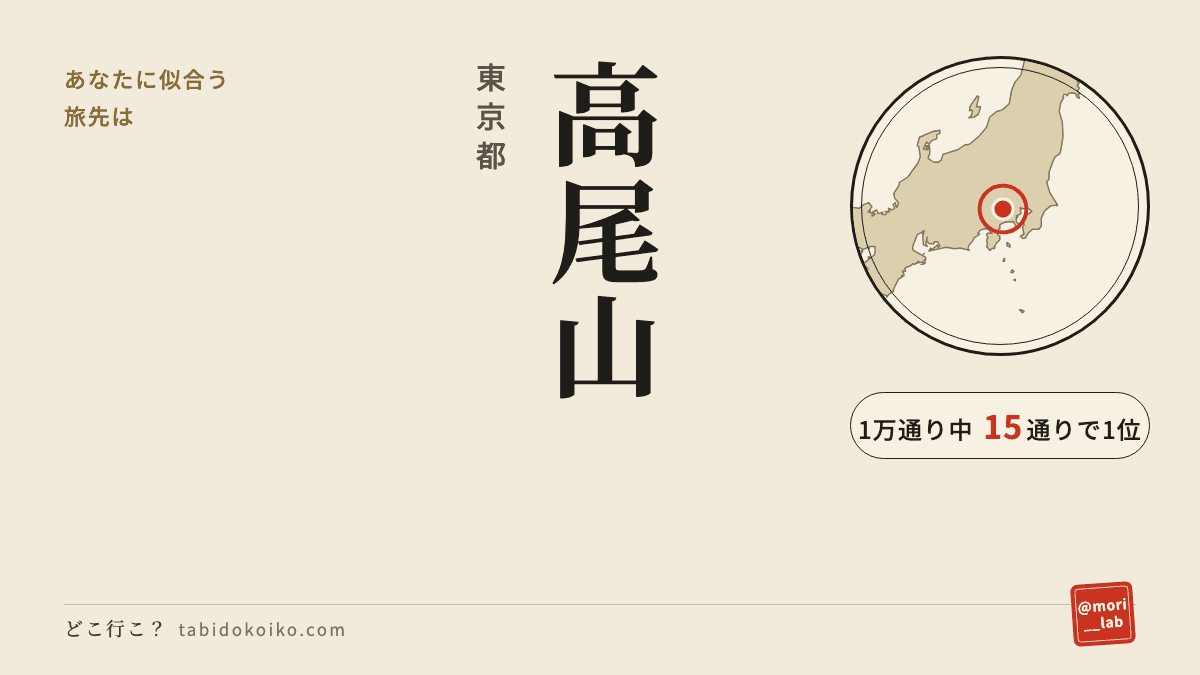 あなたに似合う
旅先は
高尾山
東京都
1万通り中 15通りで1位
どこ行こ？ tabidokoiko.com
@mori
__lab